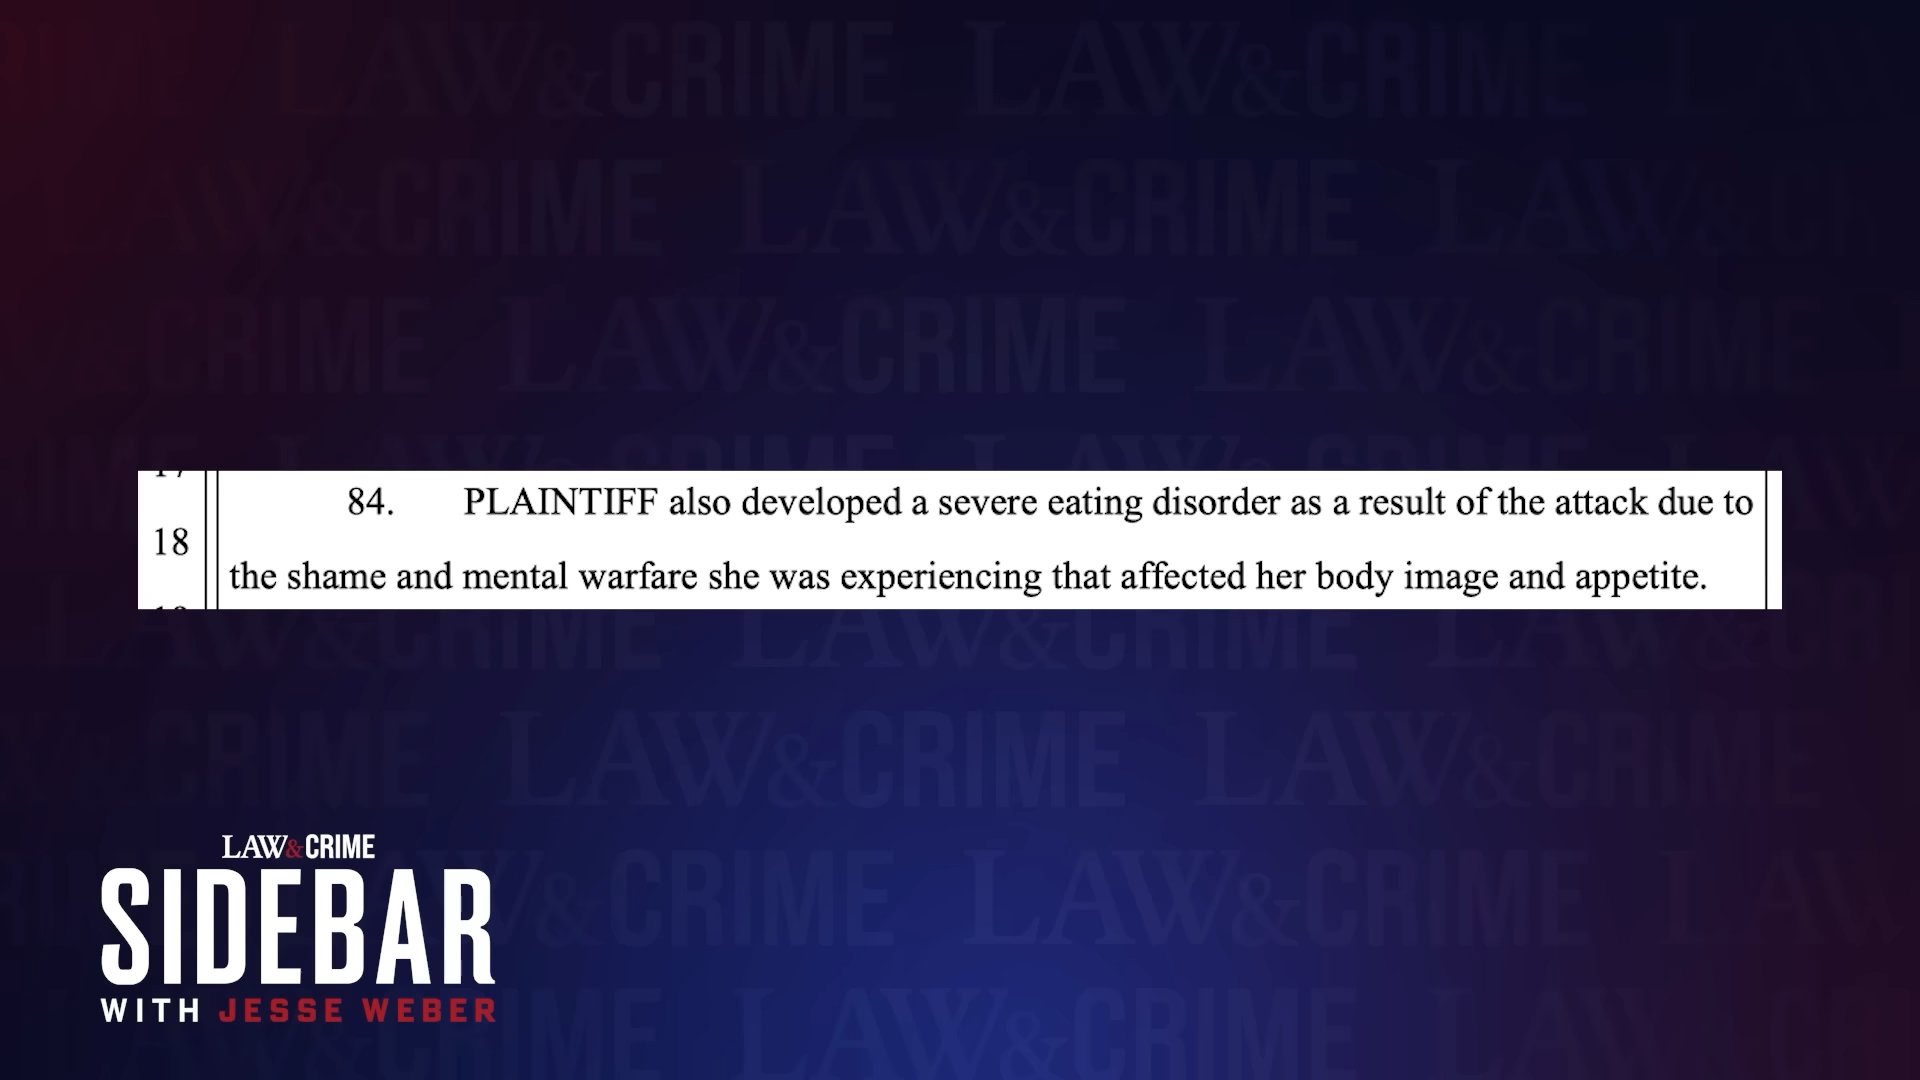 84. PLAINTIFF also developed a severe eating disorder as a result of the attack due to
18
the shame and mental warfare she was experiencing that affected her body image and appetite.
LAW&CRIME
SIDEBAR
WITH JESSE WEBER